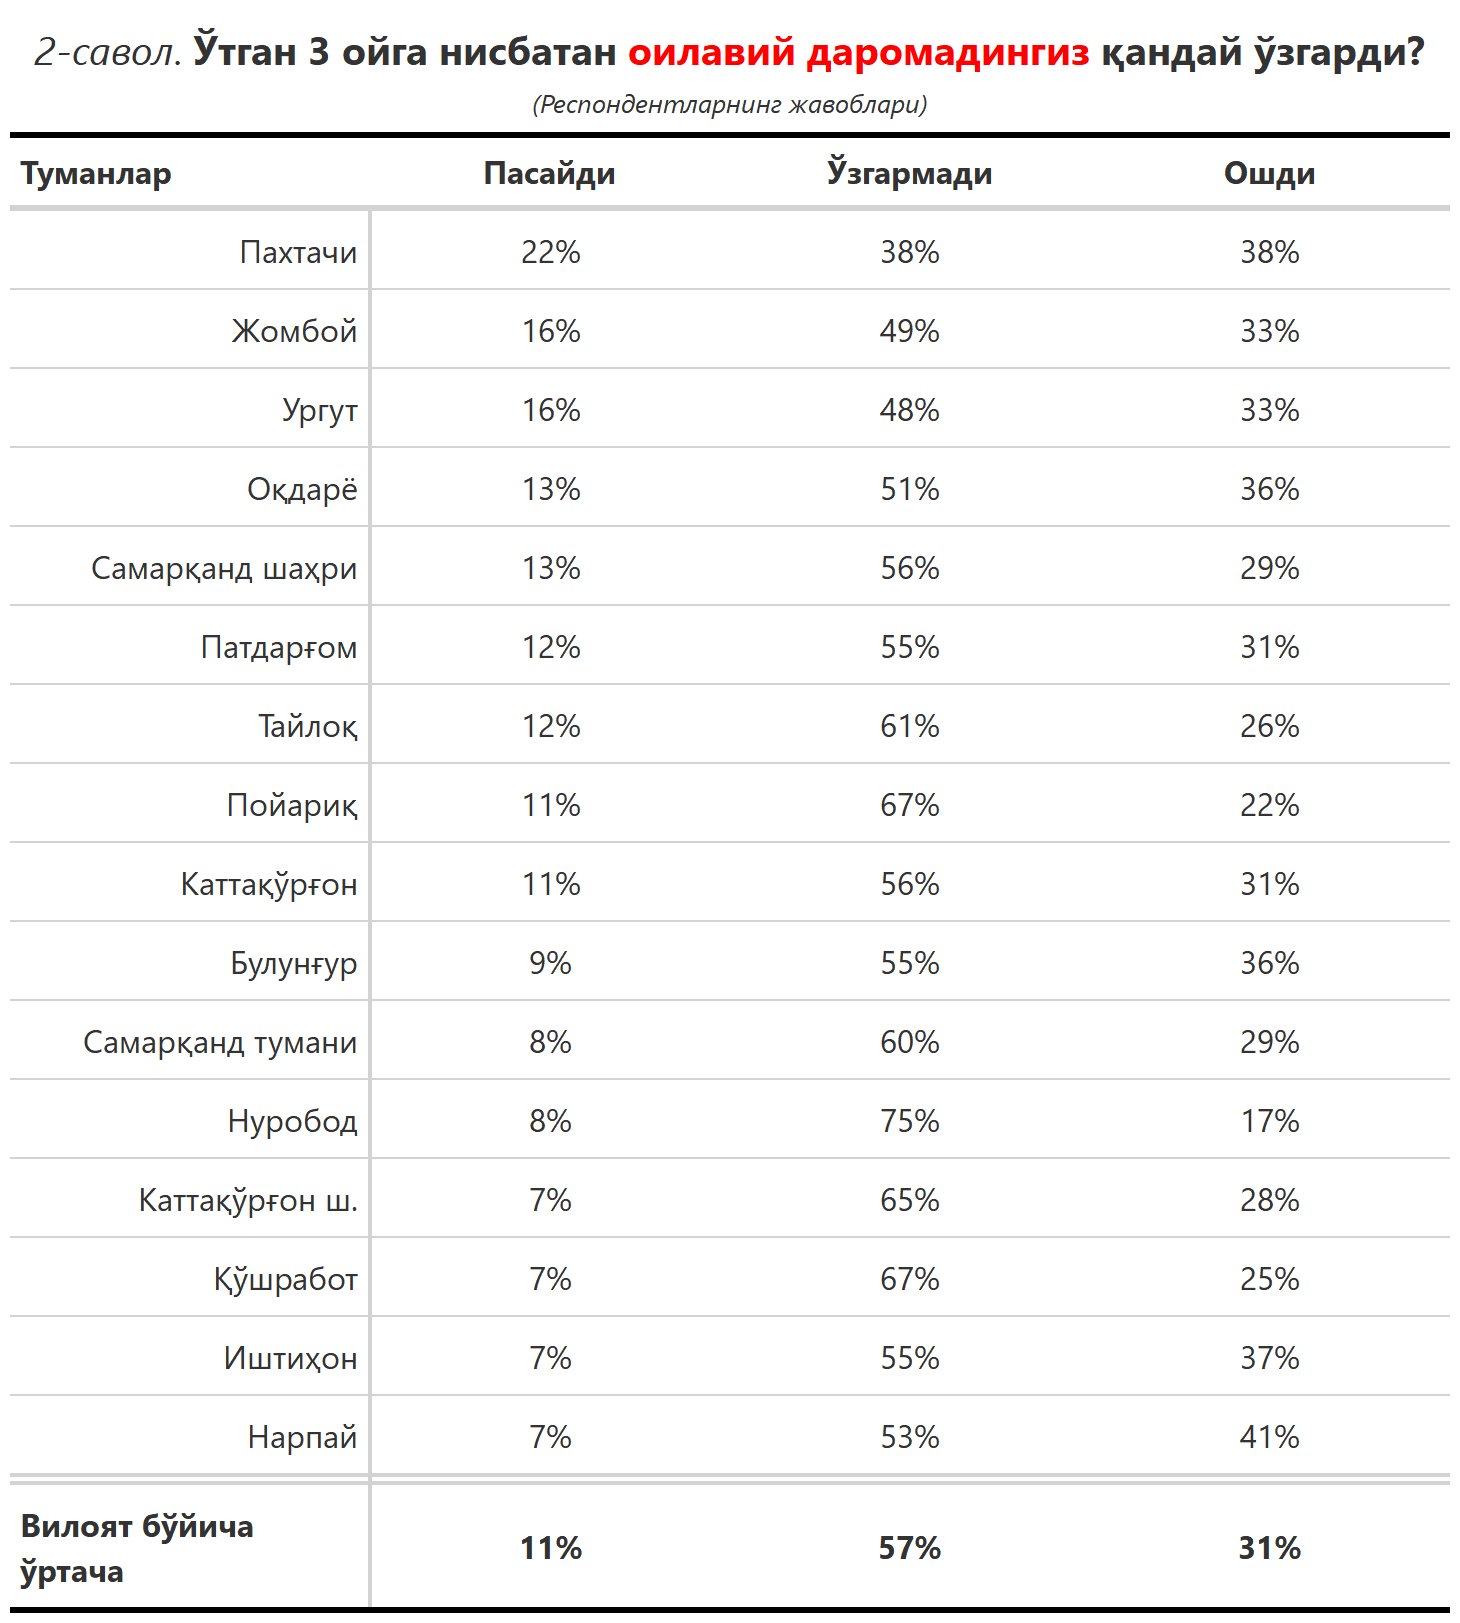 2-савол. Ўтган 3 ойга нисбатан оилавий даромадингиз қандай ўзгарди?
(Респондентларнинг жавоблари)
Туманлар Пасайди Ўзгармади Ошди
Пахтачи 22% 38% 38%
Жомбой 16% 49% 33%
Ургут 16% 48% 33%
Оқдарё 13% 51% 36%
Самарқанд шаҳри 13% 56% 29%
Патдарғом 12% 55% 31%
Тайлоқ 12% 61% 26%
Пойариқ 11% 67% 22%
Каттақўрғон 11% 56% 31%
Булунғур 9% 55% 36%
Самарқанд тумани 8% 60% 29%
Нуробод 8% 75% 17%
Каттақўрғон ш. 7% 65% 28%
Қўшработ 7% 67% 25%
Иштиҳон 7% 55% 37%
Нарпай 7% 53% 41%
Вилоят бўйича
ўртача 11% 57% 31%